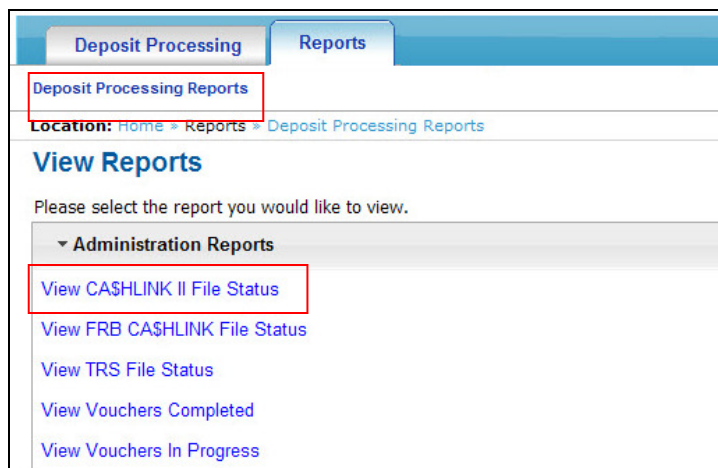 Deposit Processing Reports
Deposit Processing Reports
Location: Home » Reports » Deposit Processing Reports
View Reports
Please select the report you would like to view.
Administration Reports
View CA$HLINK II File Status
View FRB CA$HLINK File Status
View TRS File Status
View Vouchers Completed
View Vouchers In Progress